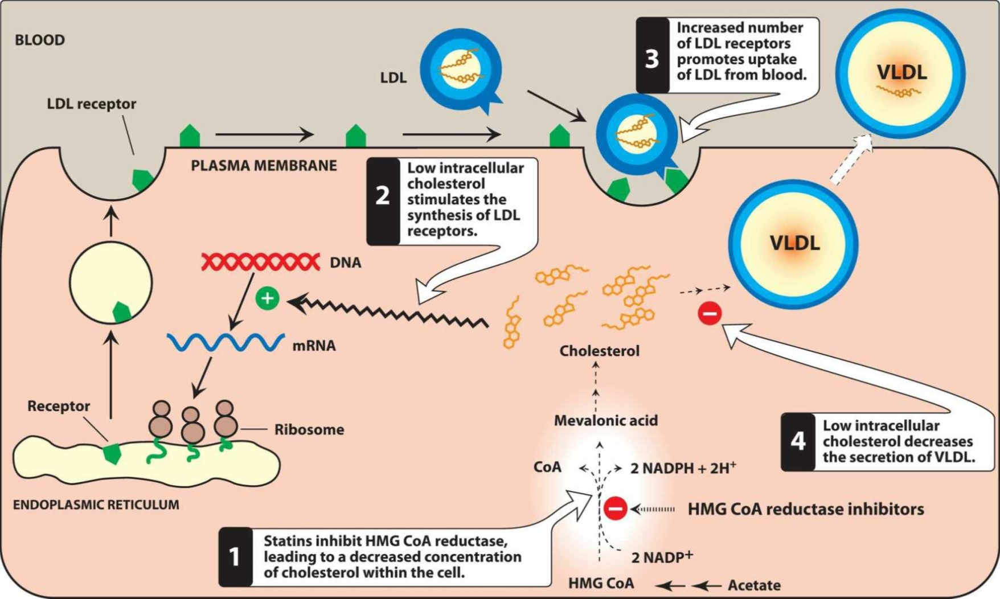 BLOOD
LDL receptor
LDL
3
Increased number
of LDL receptors
promotes uptake
of LDL from blood.
VLDL
PLASMA MEMBRANE
2
Low intracellular
cholesterol
stimulates the
synthesis of LDL
receptors.
VLDL
DNA
+
−
mRNA
Cholesterol
Receptor
Ribosome
Mevalonic acid
4
Low intracellular
cholesterol decreases
the secretion of VLDL.
CoA
2 NADPH + 2H⁺
ENDOPLASMIC RETICULUM
−
HMG CoA reductase inhibitors
1
Statins inhibit HMG CoA reductase,
leading to a decreased concentration
of cholesterol within the cell.
2 NADP⁺
HMG CoA
Acetate